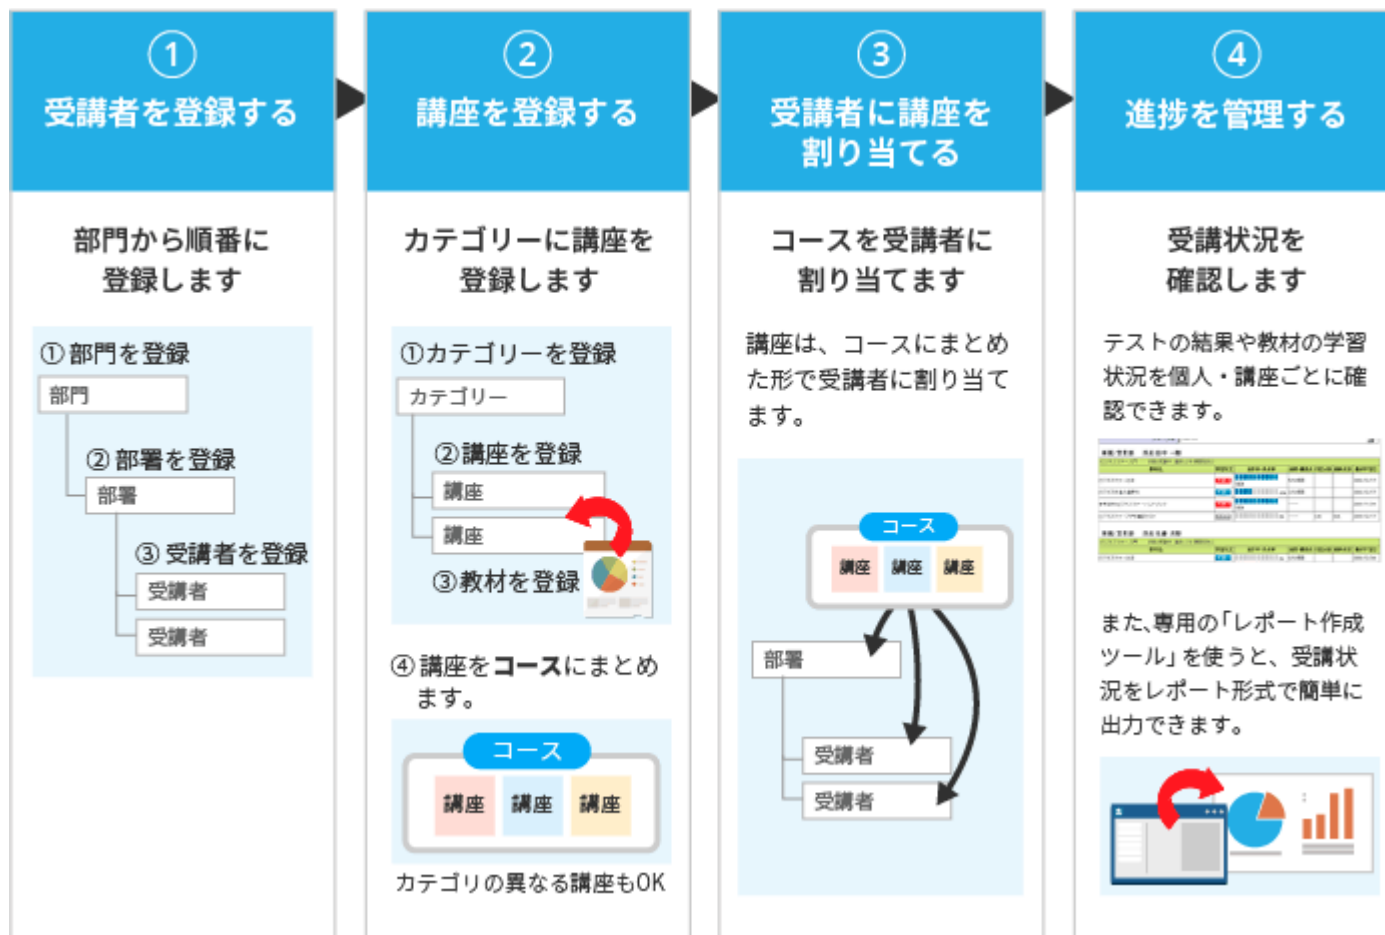 ①
受講者を登録する
部門から順番に
登録します
①部門を登録
部門
②部署を登録
部署
③受講者を登録
受講者
受講者
②
講座を登録する
カテゴリーに講座を
登録します
①カテゴリーを登録
カテゴリー
②講座を登録
講座
講座
③教材を登録
④講座をコースにまとめ
ます。
コース
講座 講座 講座
カテゴリの異なる講座もOK
③
受講者に講座を
割り当てる
コースを受講者に
割り当てます
講座は、コースにまとめ
た形で受講者に割り当て
ます。
コース
講座 講座 講座
部署
受講者
受講者
④
進捗を管理する
受講状況を
確認します
テストの結果や教材の学習
状況を個人・講座ごとに確
認できます。
また、専用の「レポート作成
ツール」を使うと、受講状
況をレポート形式で簡単に
出力できます。